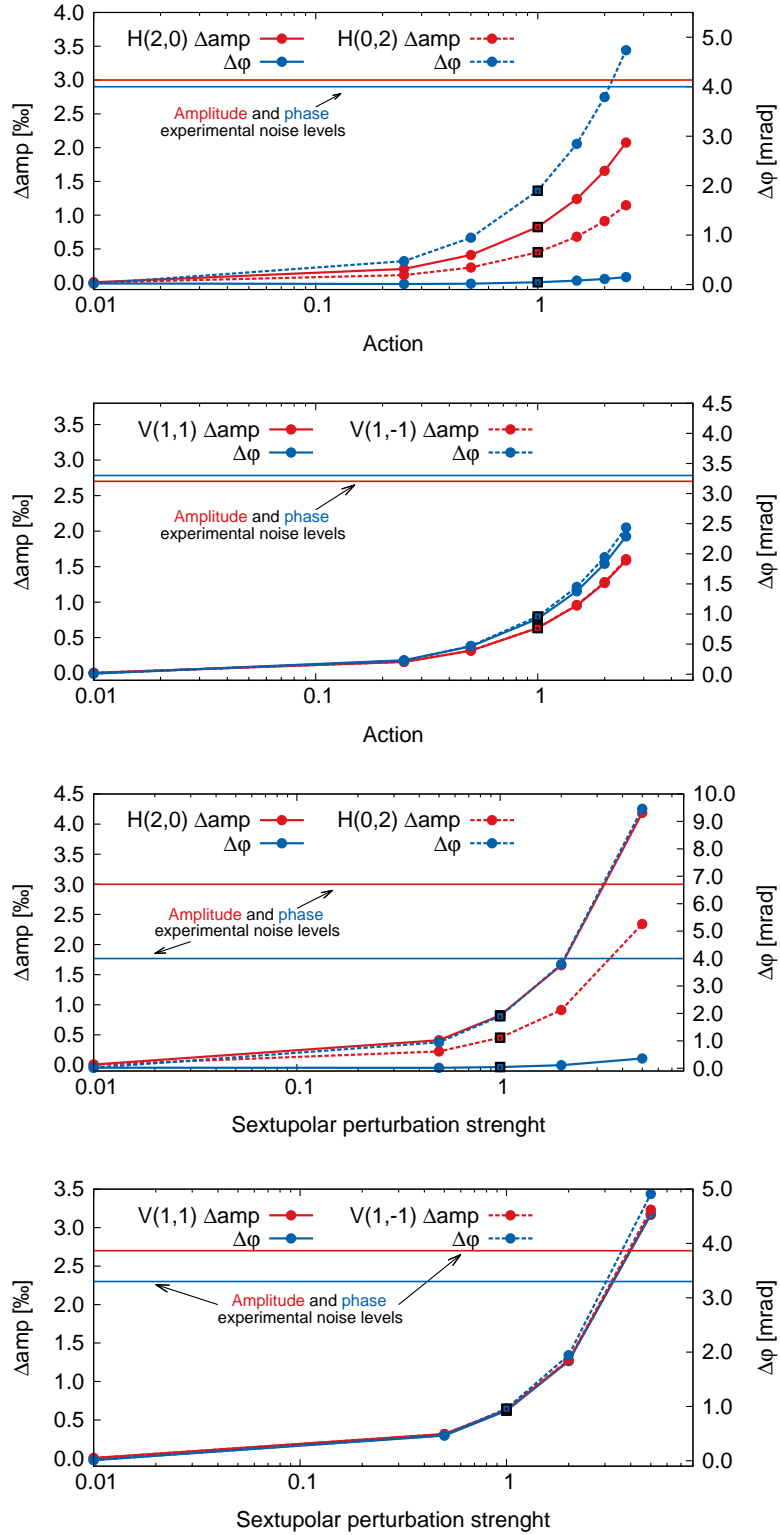 4.0
3.5
3.0
2.5
2.0
1.5
1.0
0.5
0.0
Δamp [‰]
H(2,0) Δamp
H(0,2) Δamp
Δφ
Δφ
Amplitude and phase
experimental noise levels
5.0
4.0
3.0
2.0
1.0
0.0
Δφ [mrad]
0.01
0.1
1
Action
3.5
3.0
2.5
2.0
1.5
1.0
0.5
0.0
Δamp [‰]
V(1,1) Δamp
V(1,-1) Δamp
Δφ
Δφ
Amplitude and phase
experimental noise levels
4.5
4.0
3.5
3.0
2.5
2.0
1.5
1.0
0.5
0.0
Δφ [mrad]
0.01
0.1
1
Action
4.5
4.0
3.5
3.0
2.5
2.0
1.5
1.0
0.5
0.0
Δamp [‰]
H(2,0) Δamp
H(0,2) Δamp
Δφ
Δφ
Amplitude and phase
experimental noise levels
10.0
9.0
8.0
7.0
6.0
5.0
4.0
3.0
2.0
1.0
0.0
Δφ [mrad]
0.01
0.1
1
Sextupolar perturbation strenght
3.5
3.0
2.5
2.0
1.5
1.0
0.5
0.0
Δamp [‰]
V(1,1) Δamp
V(1,-1) Δamp
Δφ
Δφ
Amplitude and phase
experimental noise levels
5.0
4.0
3.0
2.0
1.0
0.0
Δφ [mrad]
0.01
0.1
1
Sextupolar perturbation strenght